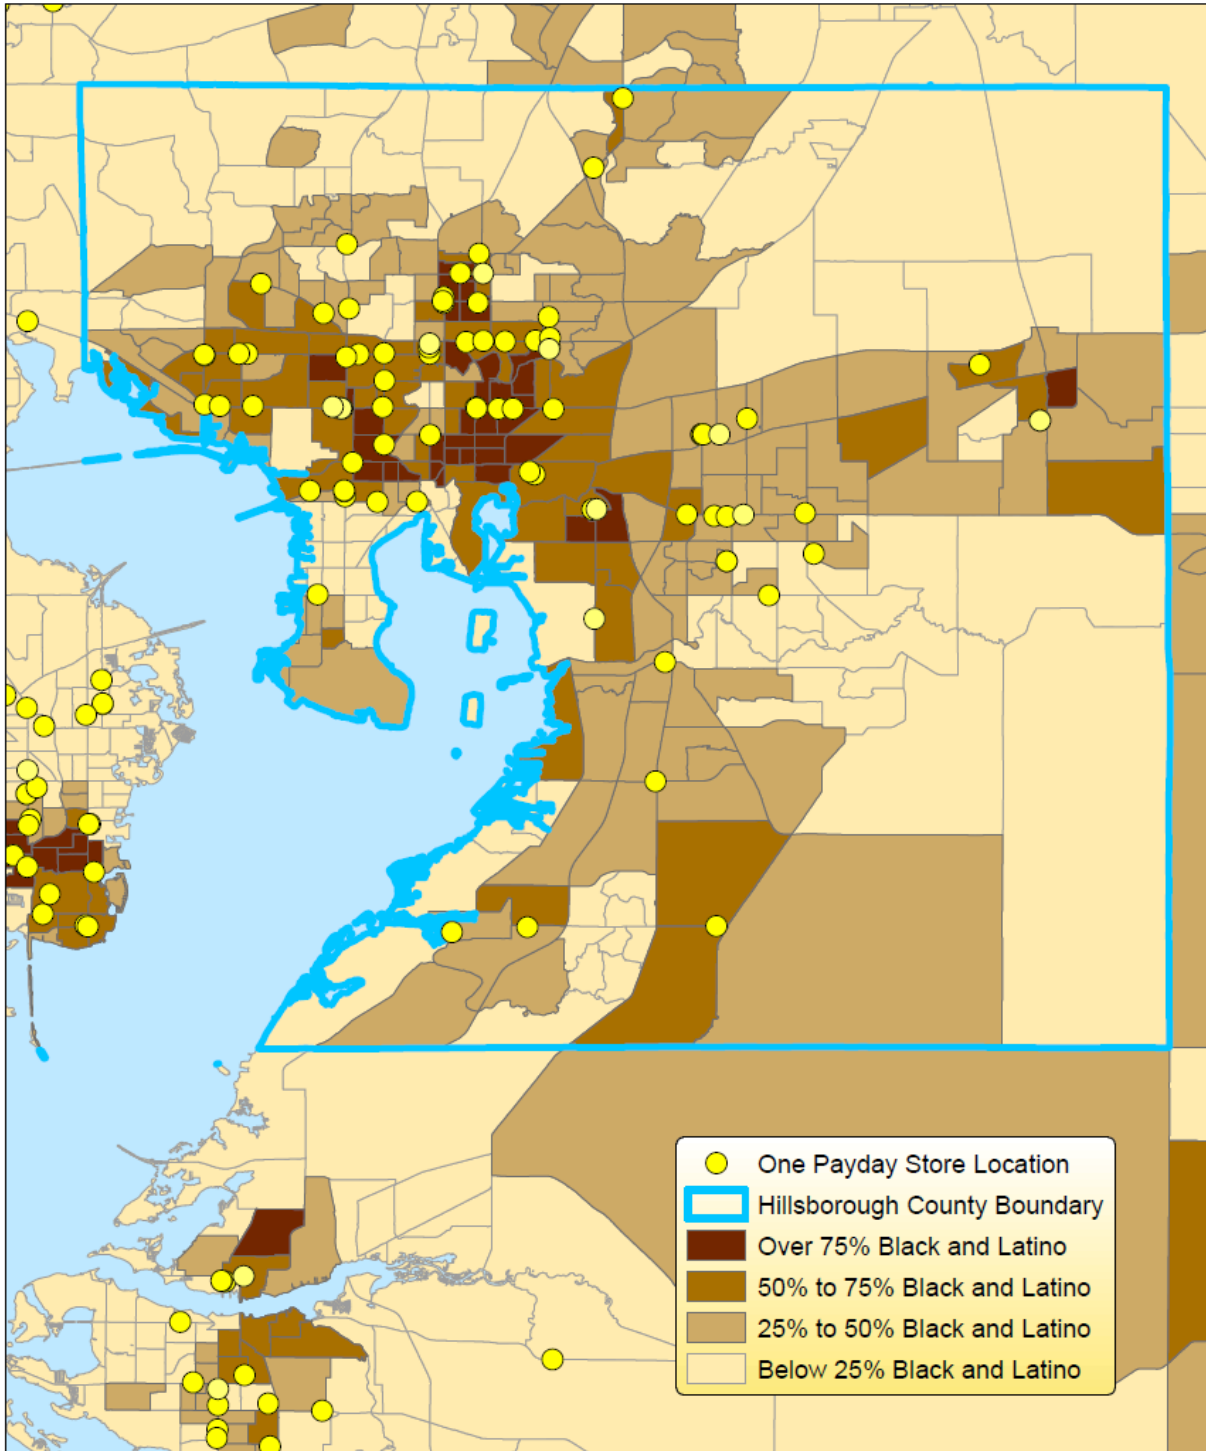 One Payday Store Location
Hillsborough County Boundary
Over 75% Black and Latino
50% to 75% Black and Latino
25% to 50% Black and Latino
Below 25% Black and Latino